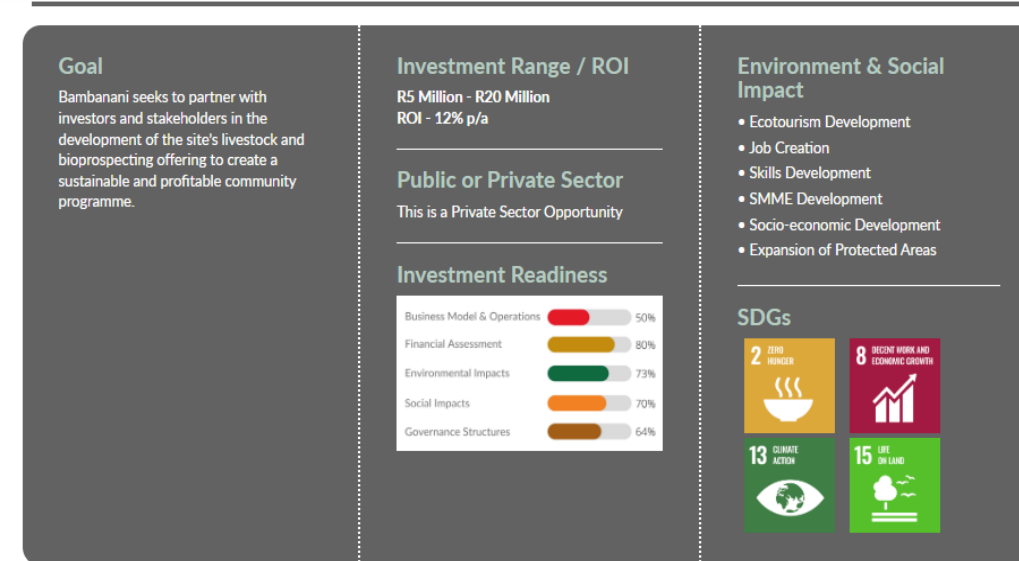 Goal
Bambanani seeks to partner with
investors and stakeholders in the
development of the site's livestock and
bioprospecting offering to create a
sustainable and profitable community
programme.
Investment Range / ROI
R5 Million - R20 Million
ROI - 12% p/a
Public or Private Sector
This is a Private Sector Opportunity
Investment Readiness
Business Model & Operations 50%
Financial Assessment 80%
Environmental Impacts 73%
Social Impacts 70%
Governance Structures 64%
Environment & Social
Impact
• Ecotourism Development
• Job Creation
• Skills Development
• SMME Development
• Socio-economic Development
• Expansion of Protected Areas
SDGs
2 ZERO
HUNGER
8 DECENT WORK AND
ECONOMIC GROWTH
13 CLIMATE
ACTION
15 LIFE
ON LAND